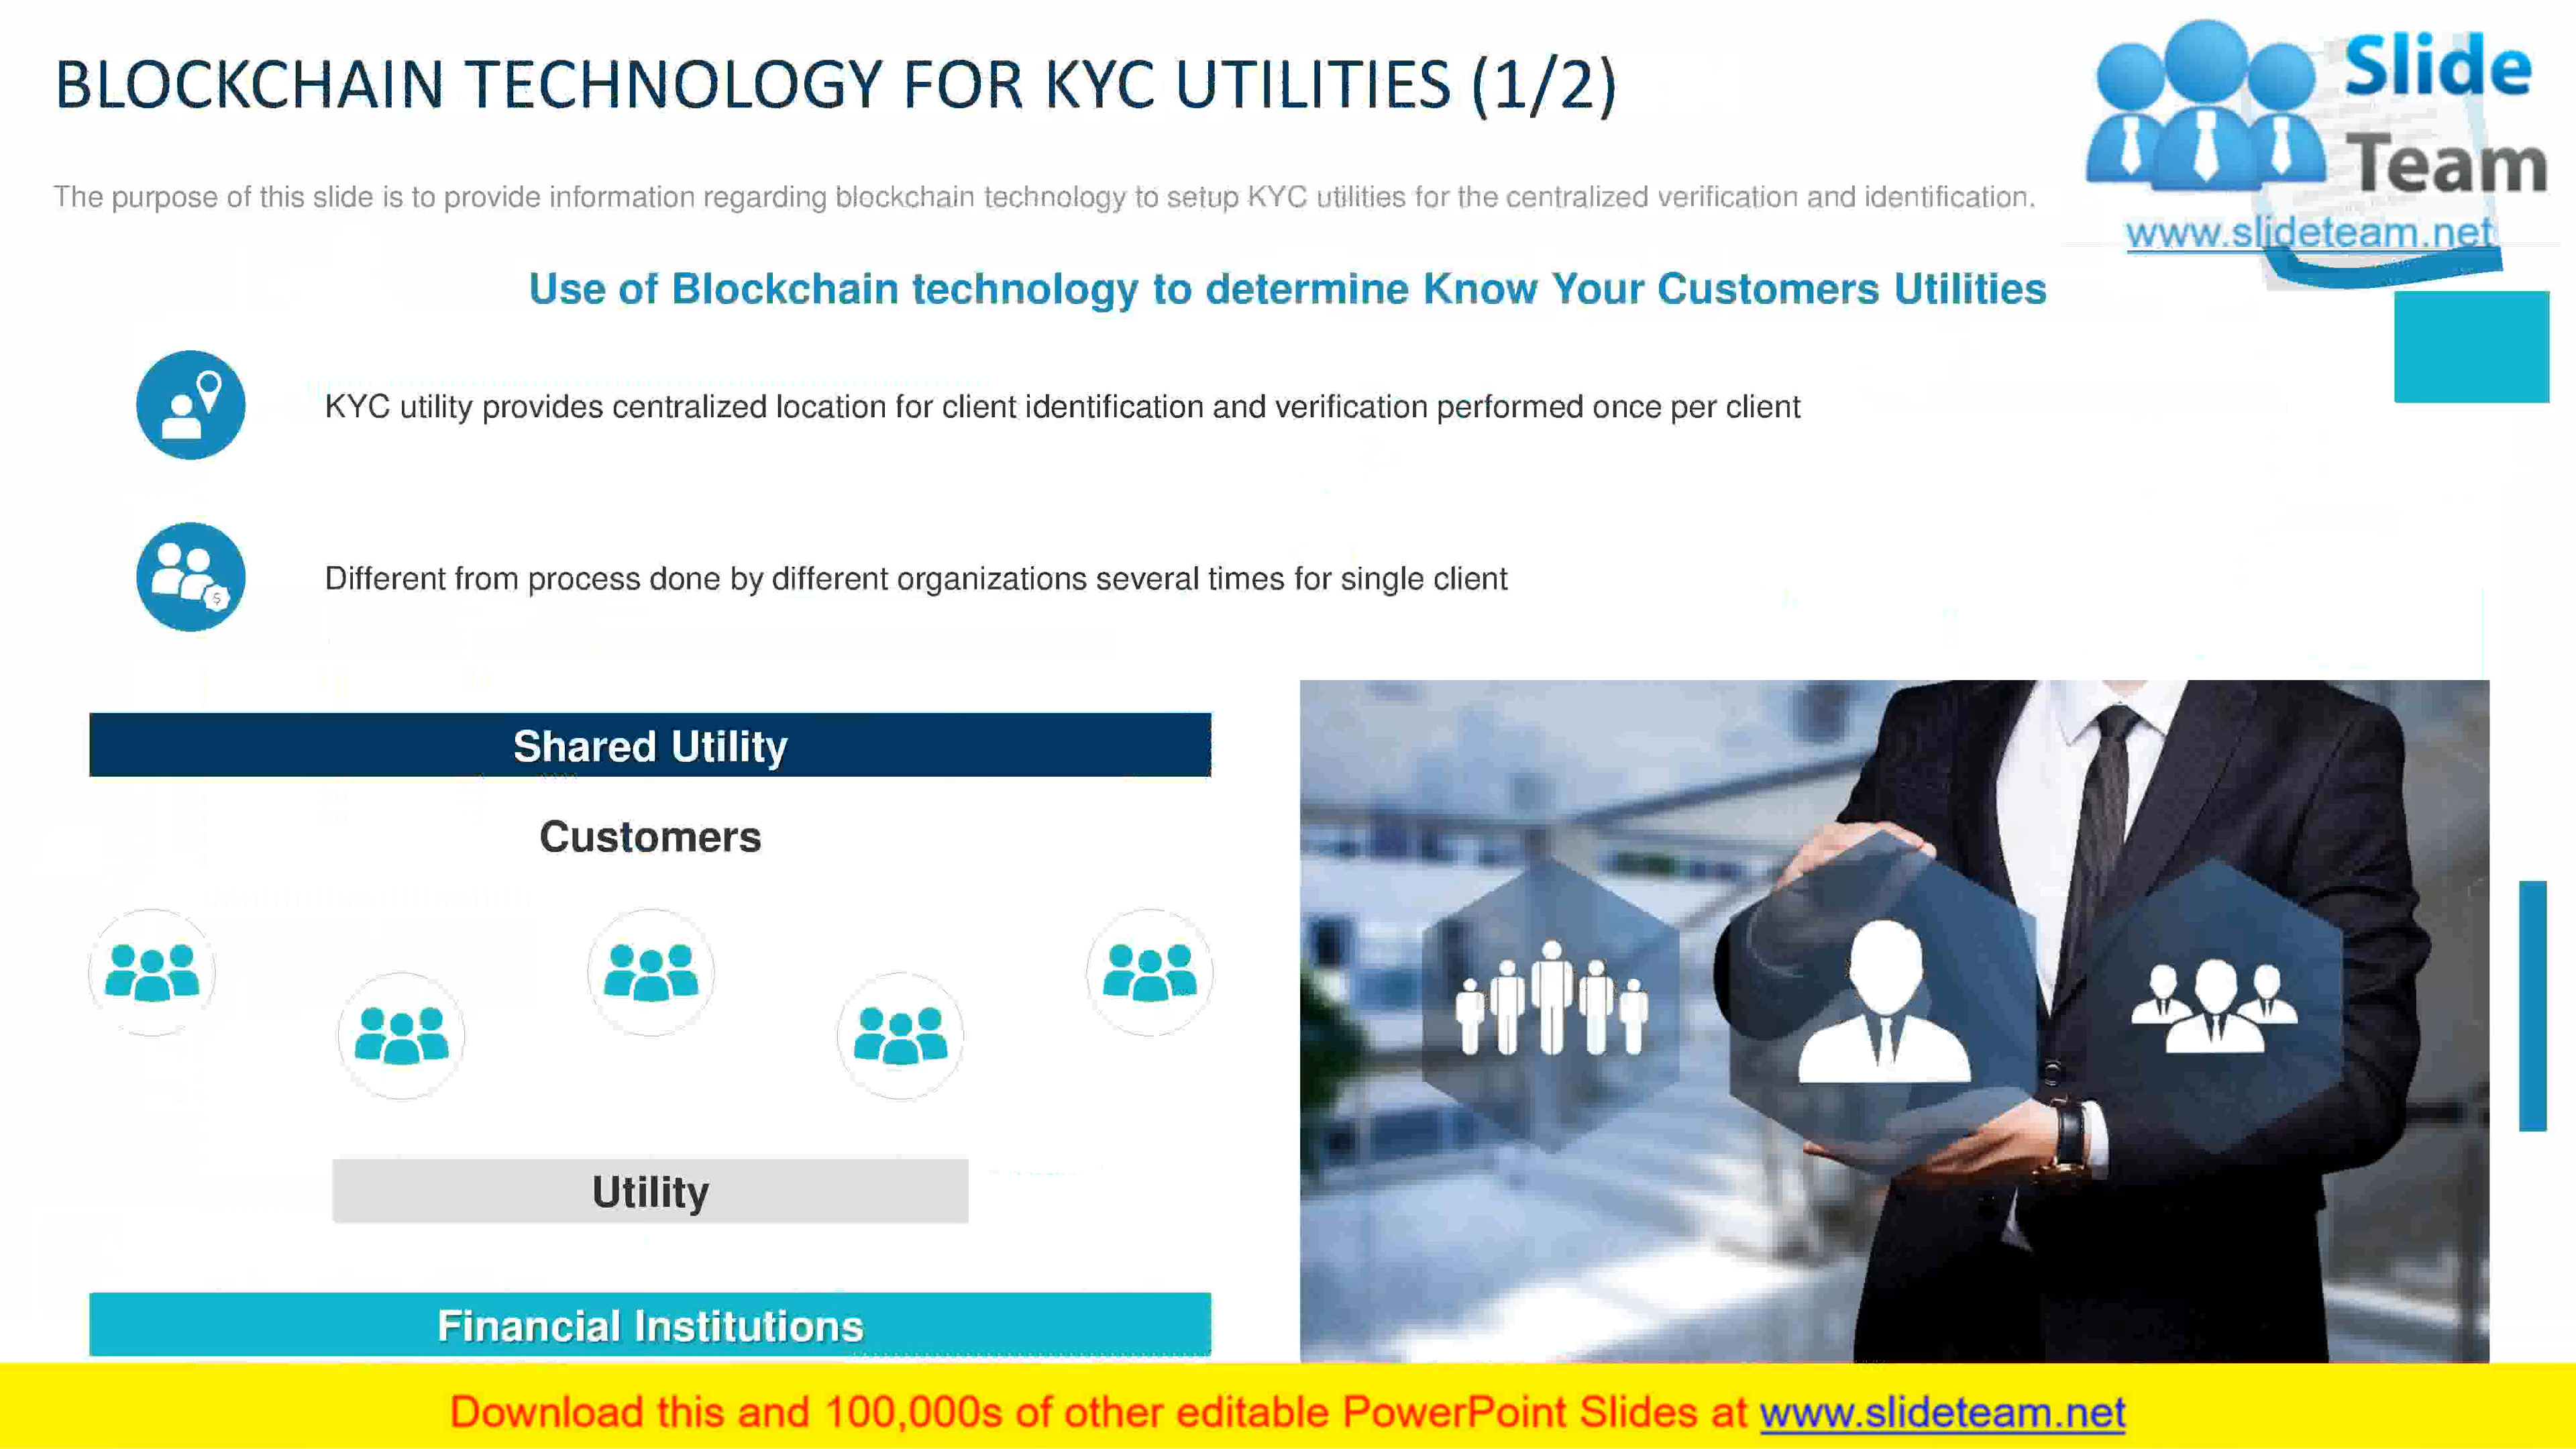 BLOCKCHAIN TECHNOLOGY FOR KYC UTILITIES (1/2)
Slide
Team
www.slideteam.net
The purpose of this slide is to provide information regarding blockchain technology to setup KYC utilities for the centralized verification and identification.
Use of Blockchain technology to determine Know Your Customers Utilities
KYC utility provides centralized location for client identification and verification performed once per client
$
Different from process done by different organizations several times for single client
Shared Utility
Customers
Utility
Financial Institutions
Download this and 100,000s of other editable PowerPoint Slides at www.slideteam.net